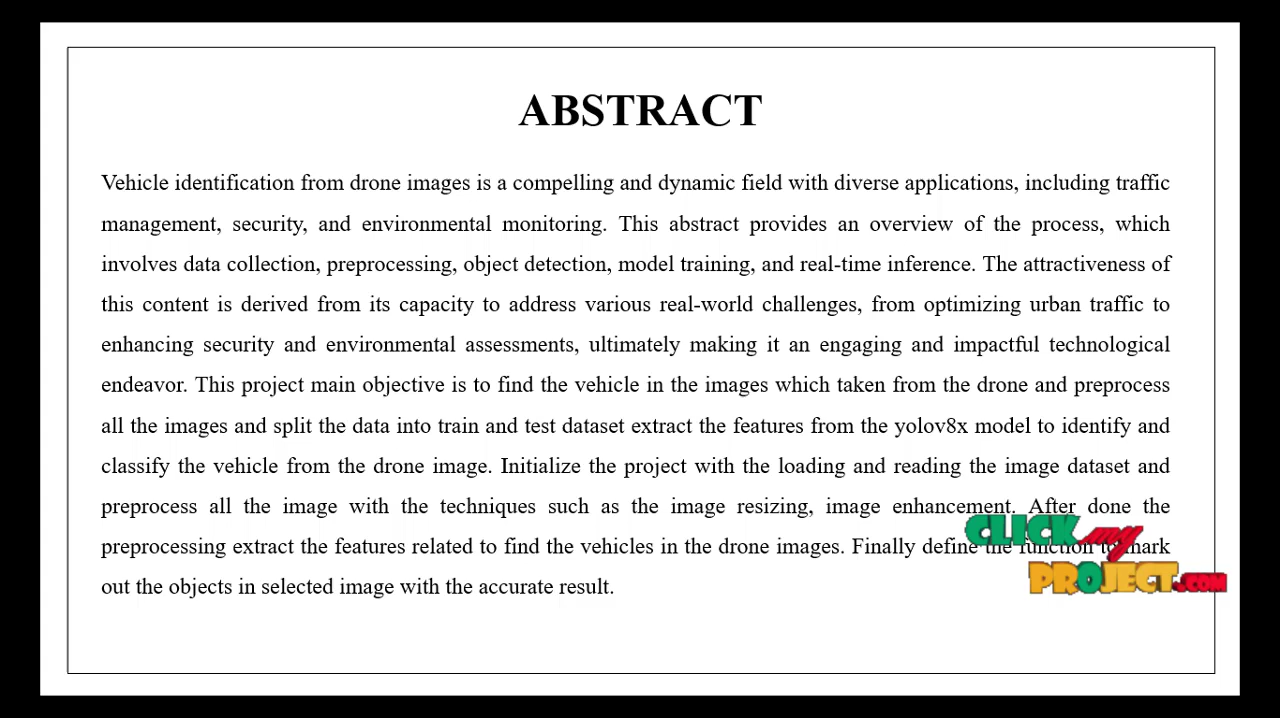 ABSTRACT
Vehicle identification from drone images is a compelling and dynamic field with diverse applications, including traffic
management, security, and environmental monitoring. This abstract provides an overview of the process, which
involves data collection, preprocessing, object detection, model training, and real-time inference. The attractiveness of
this content is derived from its capacity to address various real-world challenges, from optimizing urban traffic to
enhancing security and environmental assessments, ultimately making it an engaging and impactful technological
endeavor. This project main objective is to find the vehicle in the images which taken from the drone and preprocess
all the images and split the data into train and test dataset extract the features from the yolov8x model to identify and
classify the vehicle from the drone image. Initialize the project with the loading and reading the image dataset and
preprocess all the image with the techniques such as the image resizing, image enhancement. After done the
preprocessing extract the features related to find the vehicles in the drone images. Finally define the function to mark
out the objects in selected image with the accurate result.
CLICK my
PROJECT.COM